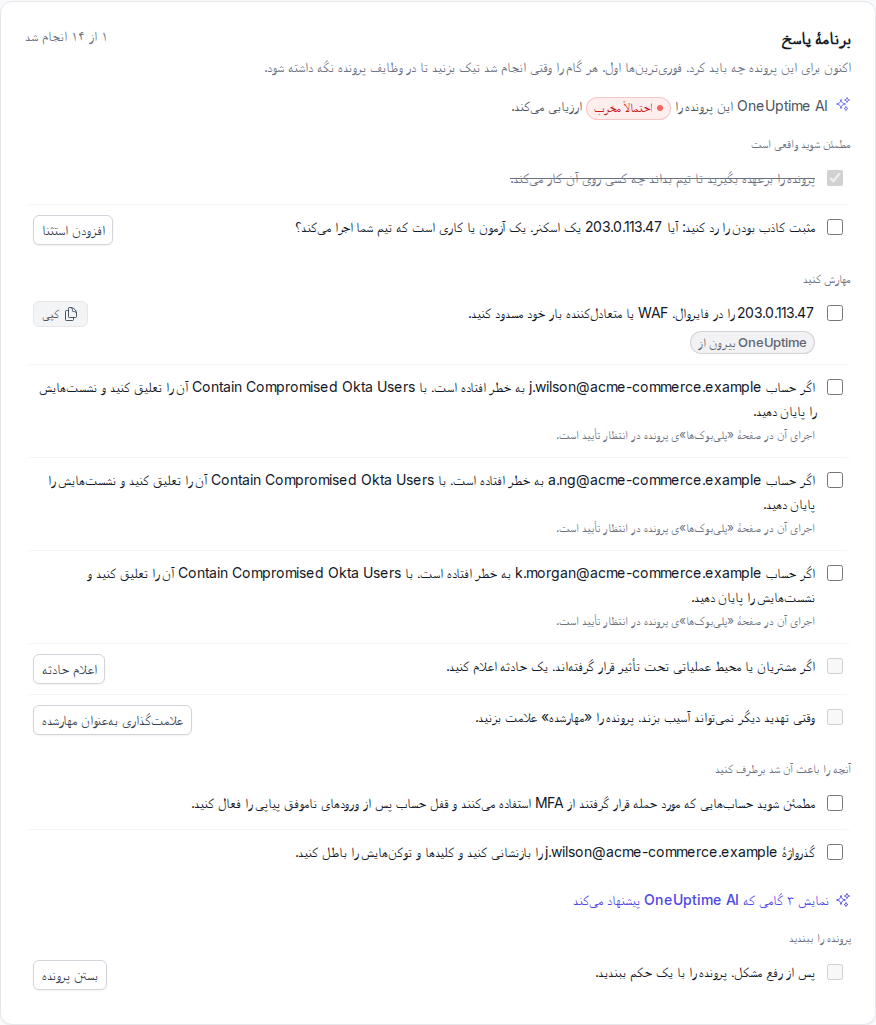 برنامهٔ پاسخ
۱ از ۱۴ انجام شد
اکنون برای این پرونده چه باید کرد، فوری‌ترین‌ها اول. هر گام را وقتی انجام شد تیک بزنید تا در وظایف پرونده نگه داشته شود.
OneUptime AI این پرونده را احتمالاً مخرب ارزیابی می‌کند.
مطمئن شوید واقعی است
پرونده را برعهده بگیرید تا تیم بداند چه کسی روی آن کار می‌کند.
مثبت کاذب بودن را رد کنید: آیا 203.0.113.47 یک اسکنر، یک آزمون یا کاری است که تیم شما اجرا می‌کند؟
افزودن استثنا
مهارش کنید
203.0.113.47 را در فایروال، WAF یا متعادل‌کننده بار خود مسدود کنید.
کپی
بیرون از OneUptime
اگر حساب j.wilson@acme-commerce.example به خطر افتاده است، با Contain Compromised Okta Users آن را تعلیق کنید و نشست‌هایش
را پایان دهید.
اجرای آن در صفحهٔ «پلی‌بوک‌ها»ی پرونده در انتظار تأیید است.
اگر حساب a.ng@acme-commerce.example به خطر افتاده است، با Contain Compromised Okta Users آن را تعلیق کنید و نشست‌هایش را
پایان دهید.
اجرای آن در صفحهٔ «پلی‌بوک‌ها»ی پرونده در انتظار تأیید است.
اگر حساب k.morgan@acme-commerce.example به خطر افتاده است، با Contain Compromised Okta Users آن را تعلیق کنید و
نشست‌هایش را پایان دهید.
اجرای آن در صفحهٔ «پلی‌بوک‌ها»ی پرونده در انتظار تأیید است.
اگر مشتریان یا محیط عملیاتی تحت تأثیر قرار گرفته‌اند، یک حادثه اعلام کنید.
اعلام حادثه
وقتی تهدید دیگر نمی‌تواند آسیب بزند، پرونده را «مهارشده» علامت بزنید.
علامت‌گذاری به‌عنوان مهارشده
آنچه را باعث آن شد برطرف کنید
مطمئن شوید حساب‌هایی که مورد حمله قرار گرفتند از MFA استفاده می‌کنند و قفل حساب پس از ورودهای ناموفق پیاپی را فعال کنید.
گذرواژهٔ j.wilson@acme-commerce.example را بازنشانی کنید و کلیدها و توکن‌هایش را باطل کنید.
نمایش ۳ گامی که OneUptime AI پیشنهاد می‌کند
پرونده را ببندید
پس از رفع مشکل، پرونده را با یک حکم ببندید.
بستن پرونده